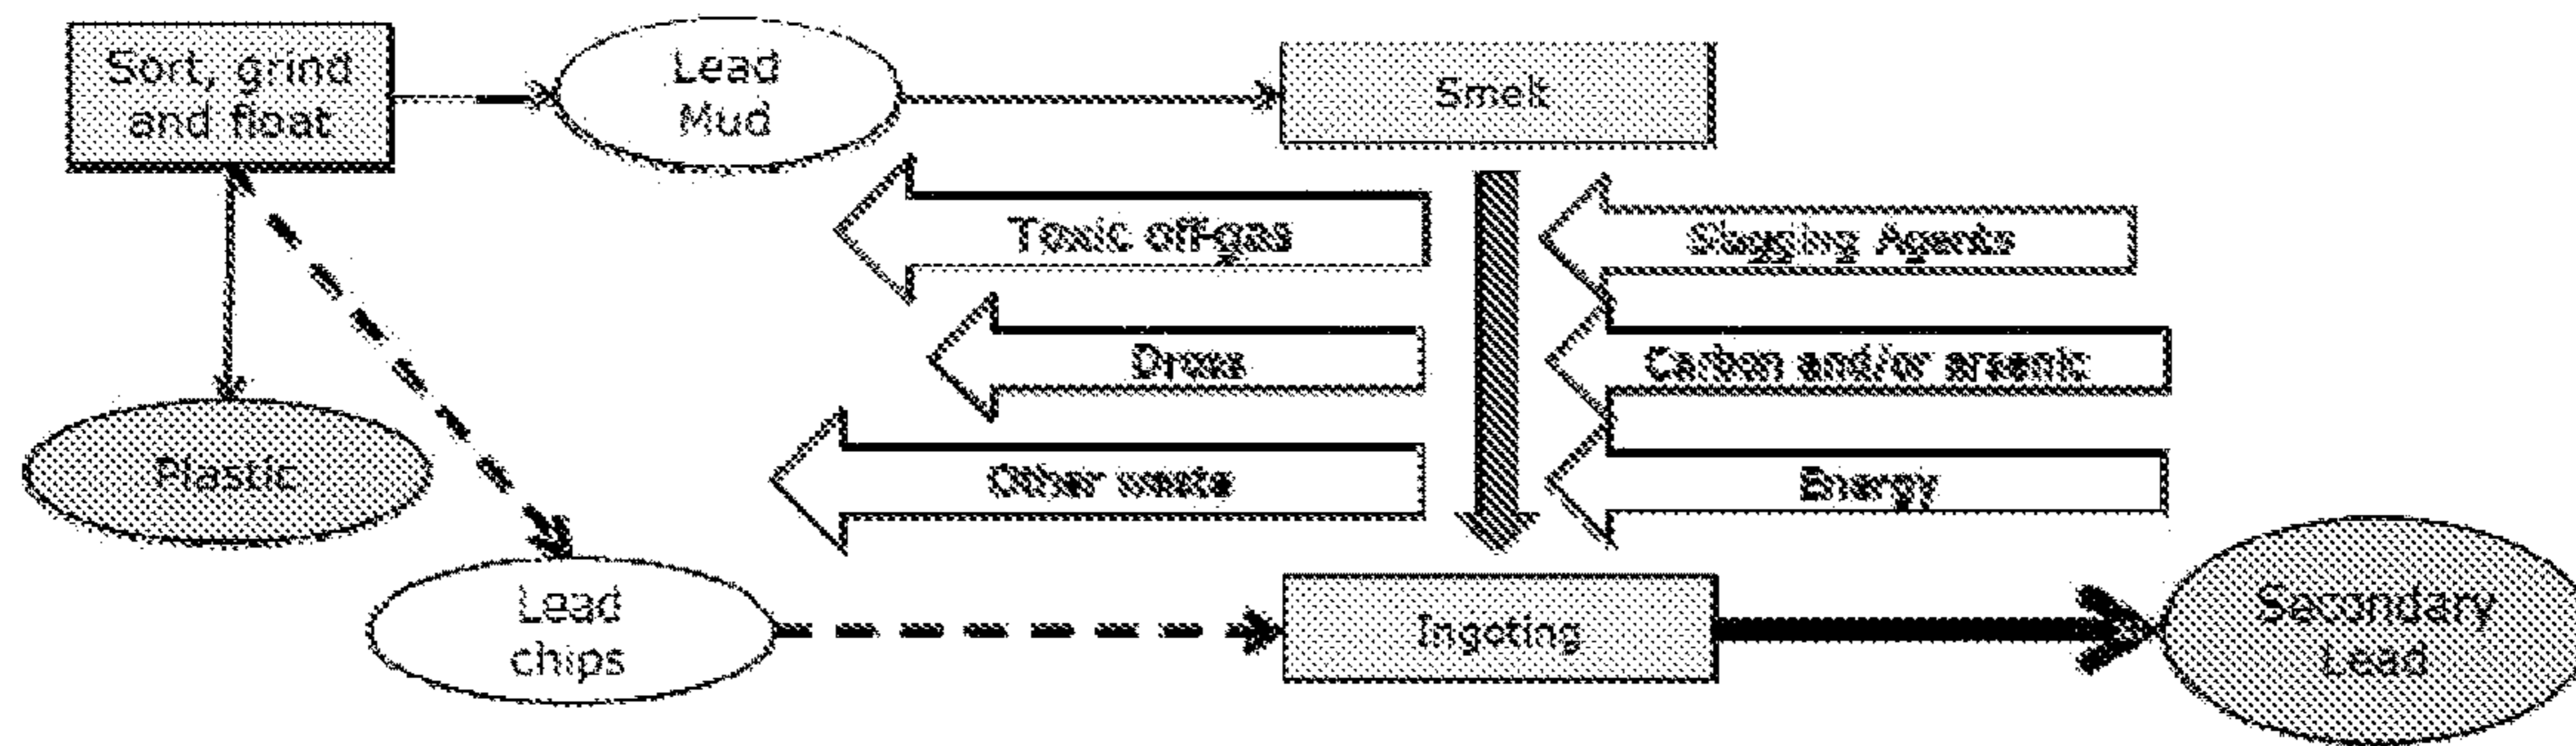 Sort, grind
and float
Lead
Mud
Smelt
Toxic off-gas
Slagging Agents
Dross
Carbon and/or arsenic
Plastic
Other waste
Energy
Lead
chips
Ingoting
Secondary
Lead